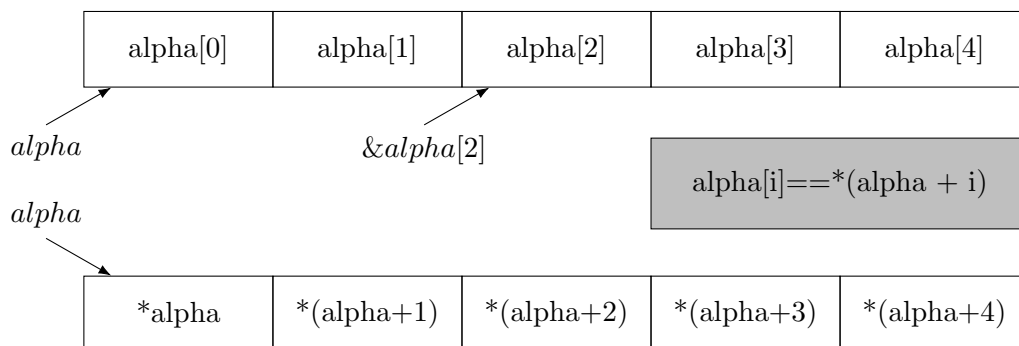 alpha[0] alpha[1] alpha[2] alpha[3] alpha[4]
alpha &alpha[2]
alpha[i]==*(alpha + i)
alpha
*alpha *(alpha+1) *(alpha+2) *(alpha+3) *(alpha+4)